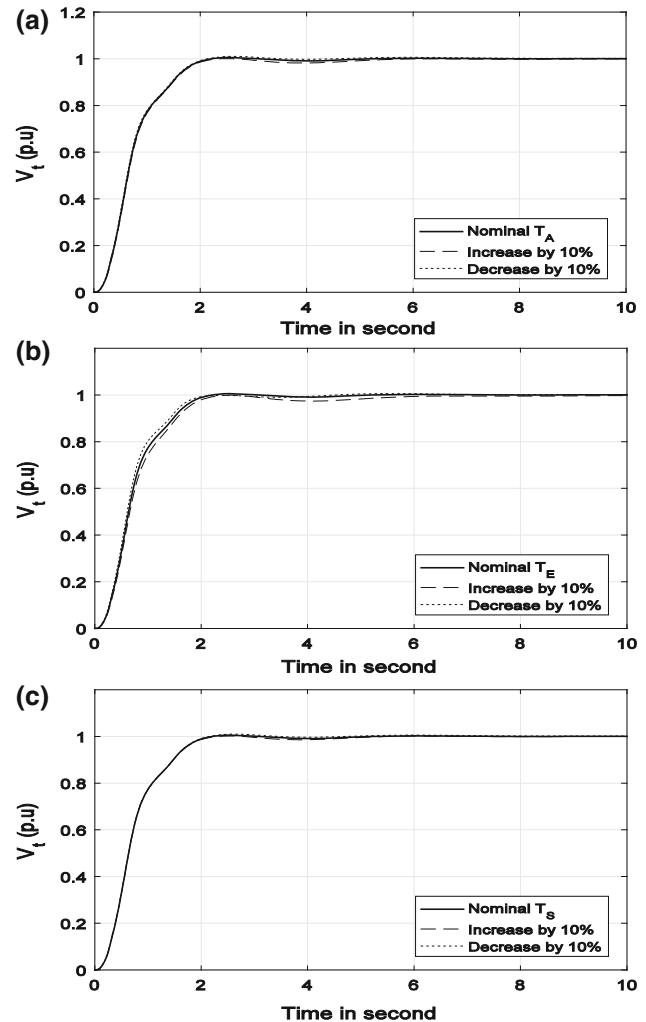 (a)
1.2
1
0.8
0.6
0.4
0.2
0
V_t (p.u)
Nominal T_A
Increase by 10%
Decrease by 10%
0 2 4 6 8 10
Time in second
(b)
1
0.8
0.6
0.4
0.2
0
V_t (p.u)
Nominal T_E
Increase by 10%
Decrease by 10%
0 2 4 6 8 10
Time in second
(c)
1
0.8
0.6
0.4
0.2
0
V_t (p.u)
Nominal T_S
Increase by 10%
Decrease by 10%
0 2 4 6 8 10
Time in second